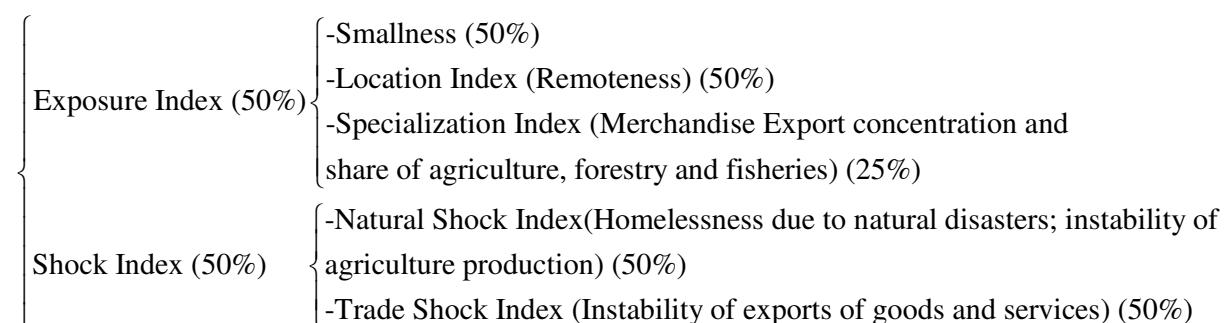 -Smallness (50%)
-Location Index (Remoteness) (50%)
Exposure Index (50%)
-Specialization Index (Merchandise Export concentration and
share of agriculture, forestry and fisheries) (25%)
-Natural Shock Index(Homelessness due to natural disasters; instability of
Shock Index (50%)
agriculture production) (50%)
-Trade Shock Index (Instability of exports of goods and services) (50%)